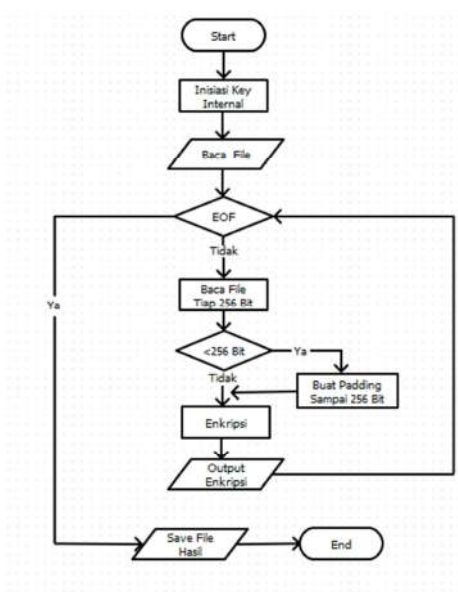 Start
Inisiasi Key
Internal
Baca File
EOF
Tidak
Ya
Baca File
Tiap 256 Bit
<256 Bit
Ya
Tidak
Buat Padding
Sampai 256 Bit
Enkripsi
Output
Enkripsi
Save File
Hasil
End